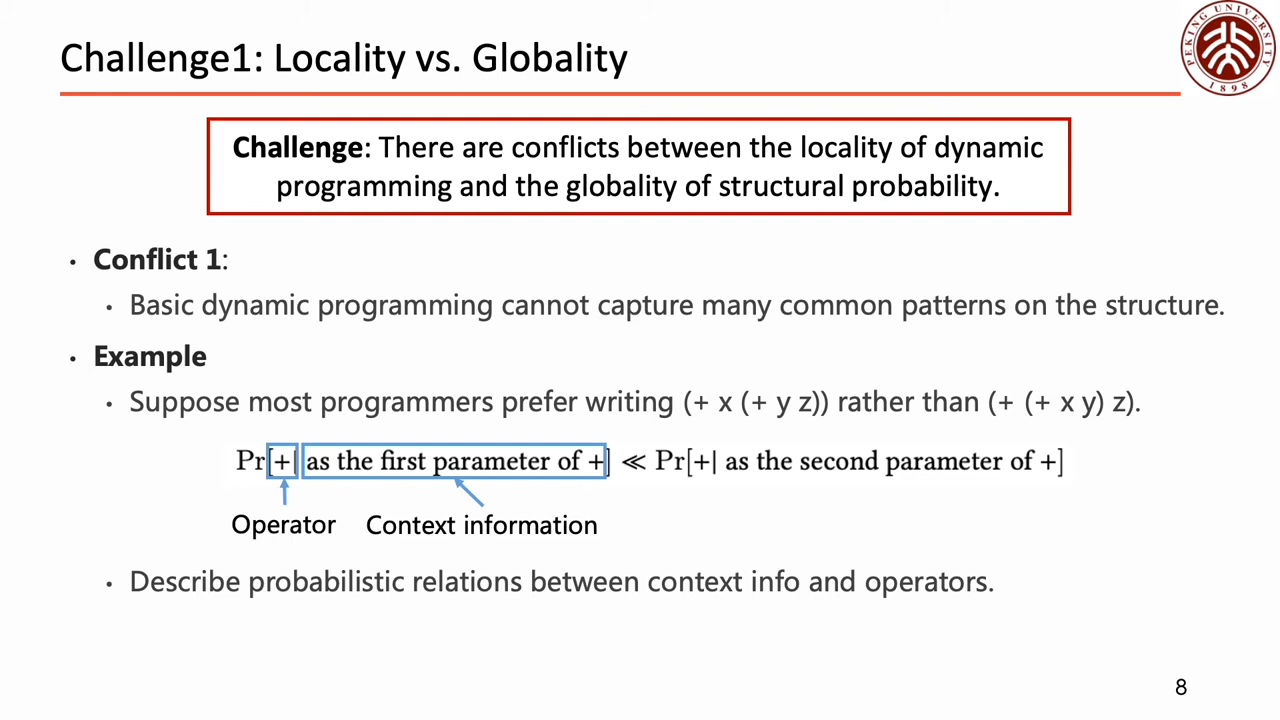 Challenge1: Locality vs. Globality
PEKING UNIVERSITY
1898
Challenge: There are conflicts between the locality of dynamic
programming and the globality of structural probability.
• Conflict 1:
• Basic dynamic programming cannot capture many common patterns on the structure.
• Example
• Suppose most programmers prefer writing (+ x (+ y z)) rather than (+ (+ x y) z).
Pr[+| as the first parameter of +] ≪ Pr[+| as the second parameter of +]
Operator Context information
• Describe probabilistic relations between context info and operators.
8